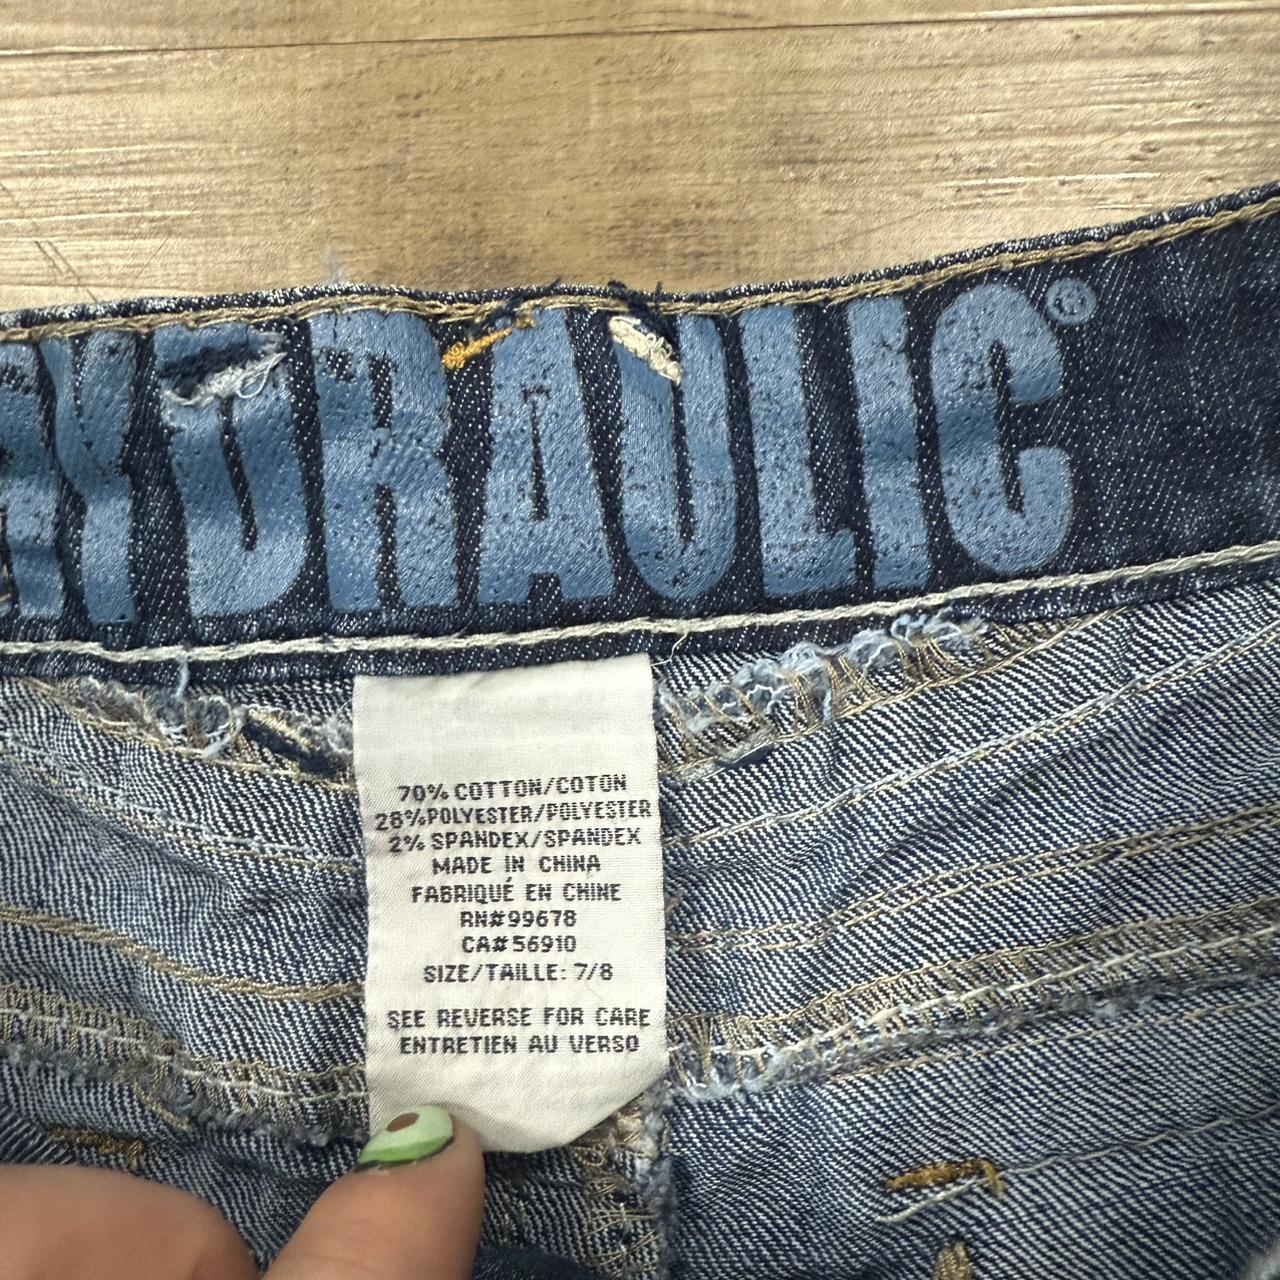 HYDRAULIC®
70% COTTON/COTON
28%POLYESTER/POLYESTER
2% SPANDEX/SPANDEX
MADE IN CHINA
FABRIQUÉ EN CHINE
RN#99678
CA#56910
SIZE/TAILLE: 7/8
SEE REVERSE FOR CARE
ENTRETIEN AU VERSO